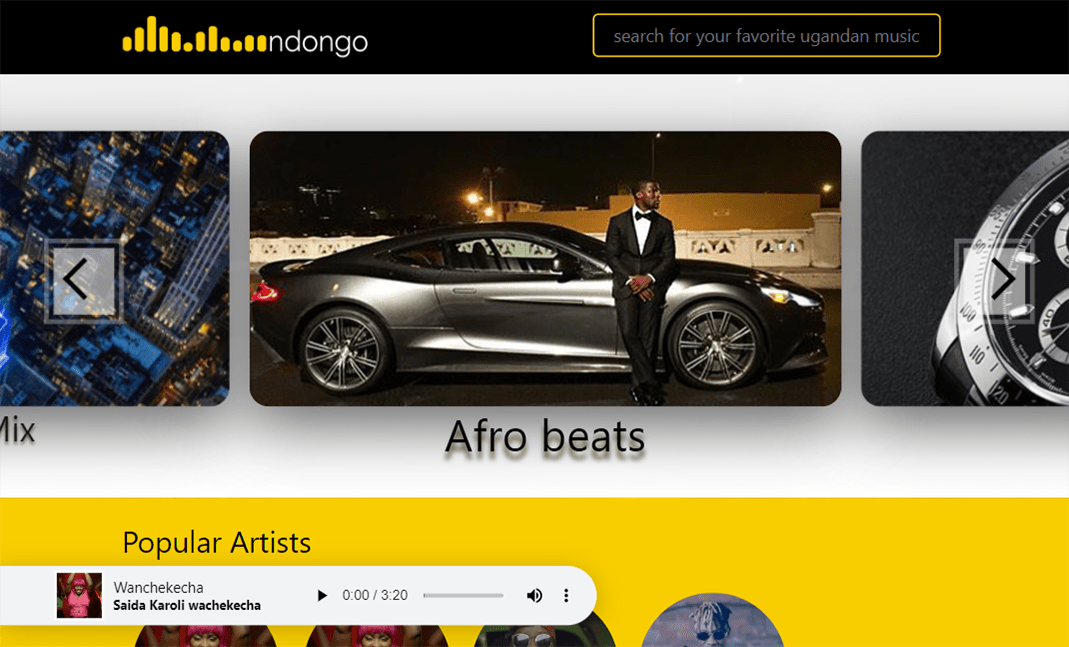 ndongo
search for your favorite ugandan music
Mix
Afro beats
Popular Artists
Wanchekecha
Saida Karoli wachekecha
0:00 / 3:20